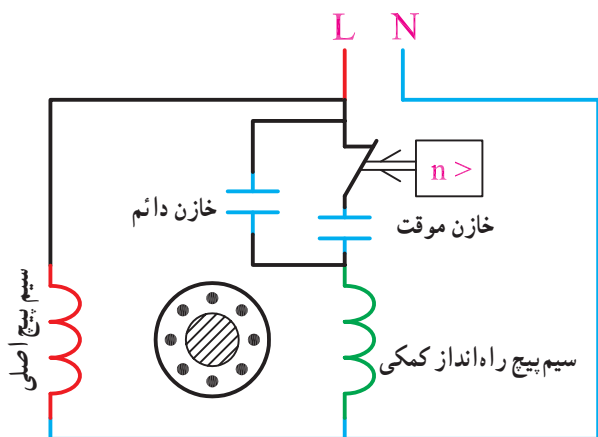 L N
n >
خازن دائم
خازن موقت
سیم پیچ اصلی
سیم‌پیچ راه‌انداز کمکی